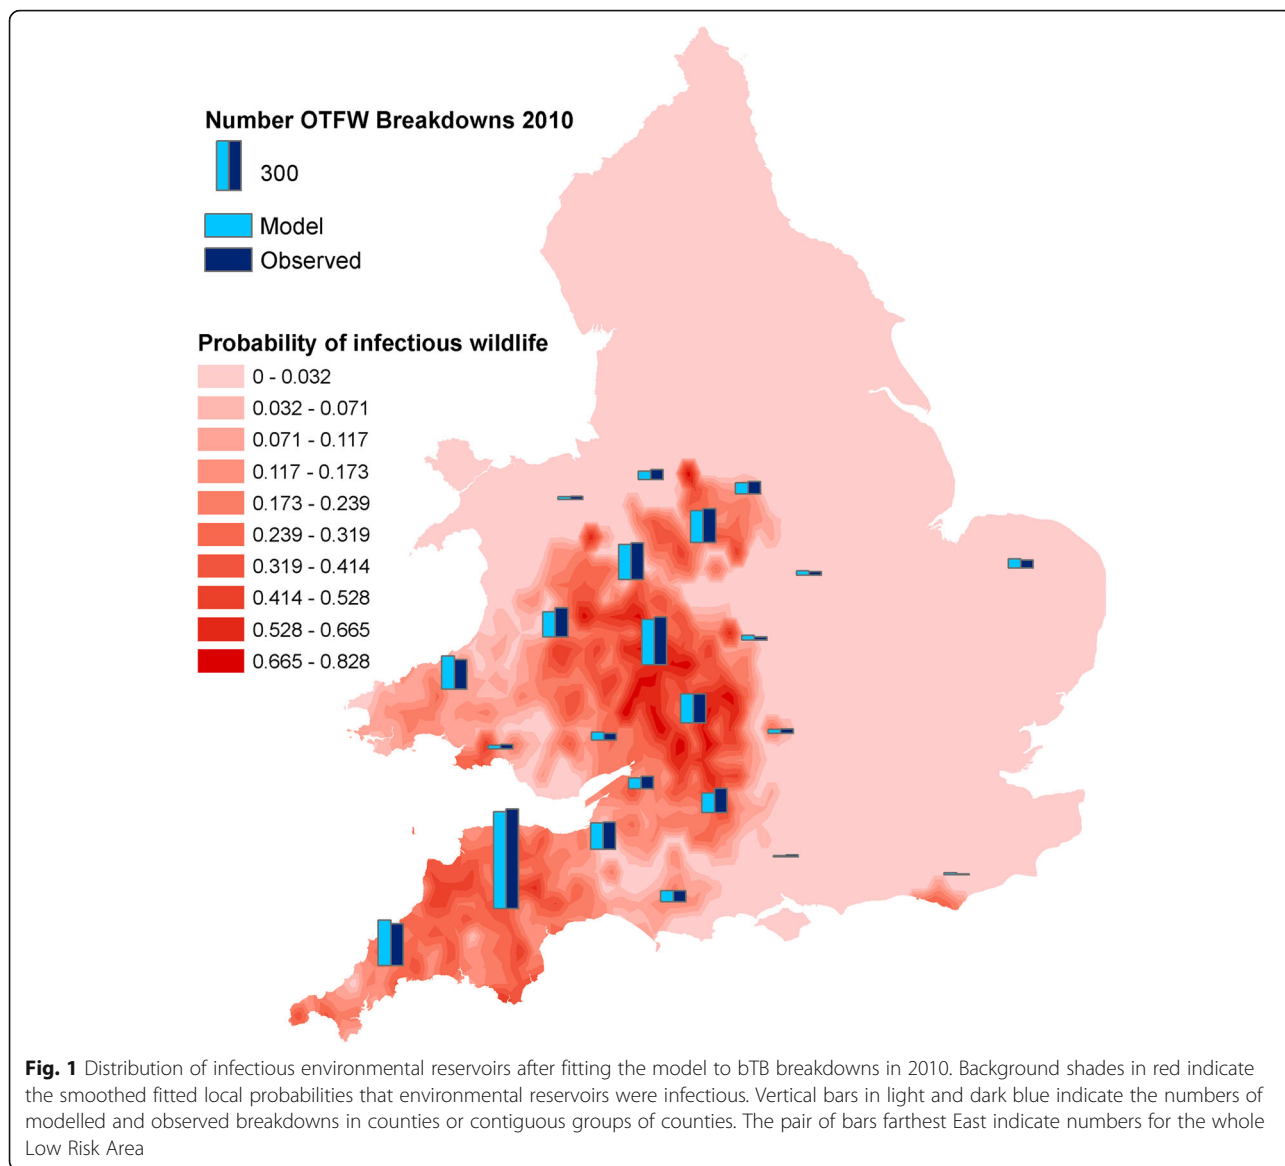 Number OTFW Breakdowns 2010
300
Model
Observed
Probability of infectious wildlife
0 - 0.032
0.032 - 0.071
0.071 - 0.117
0.117 - 0.173
0.173 - 0.239
0.239 - 0.319
0.319 - 0.414
0.414 - 0.528
0.528 - 0.665
0.665 - 0.828
Fig. 1 Distribution of infectious environmental reservoirs after fitting the model to bTB breakdowns in 2010. Background shades in red indicate
the smoothed fitted local probabilities that environmental reservoirs were infectious. Vertical bars in light and dark blue indicate the numbers of
modelled and observed breakdowns in counties or contiguous groups of counties. The pair of bars farthest East indicate numbers for the whole
Low Risk Area